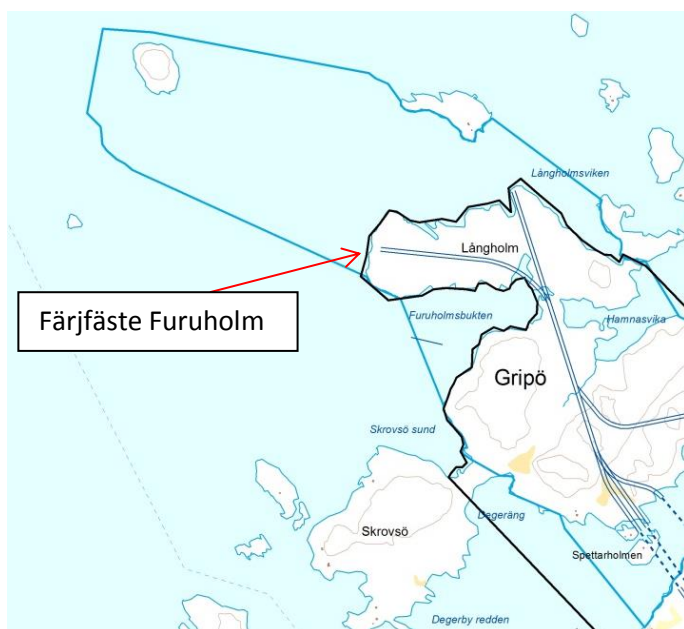 Långholmsviken
Långholm
Färjfäste Furuholm
Furuholmsbukten
Hamnasvika
Gripö
Skrovsö sund
Degeräng
Skrovsö
Spettarholmen
Degerby redden